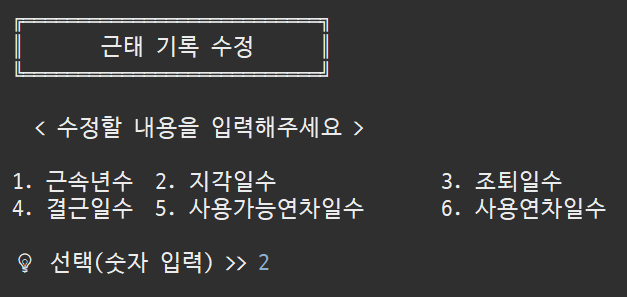 근태 기록 수정
< 수정할 내용을 입력해주세요 >
1. 근속년수 2. 지각일수 3. 조퇴일수
4. 결근일수 5. 사용가능연차일수 6. 사용연차일수
선택(숫자 입력) >> 2